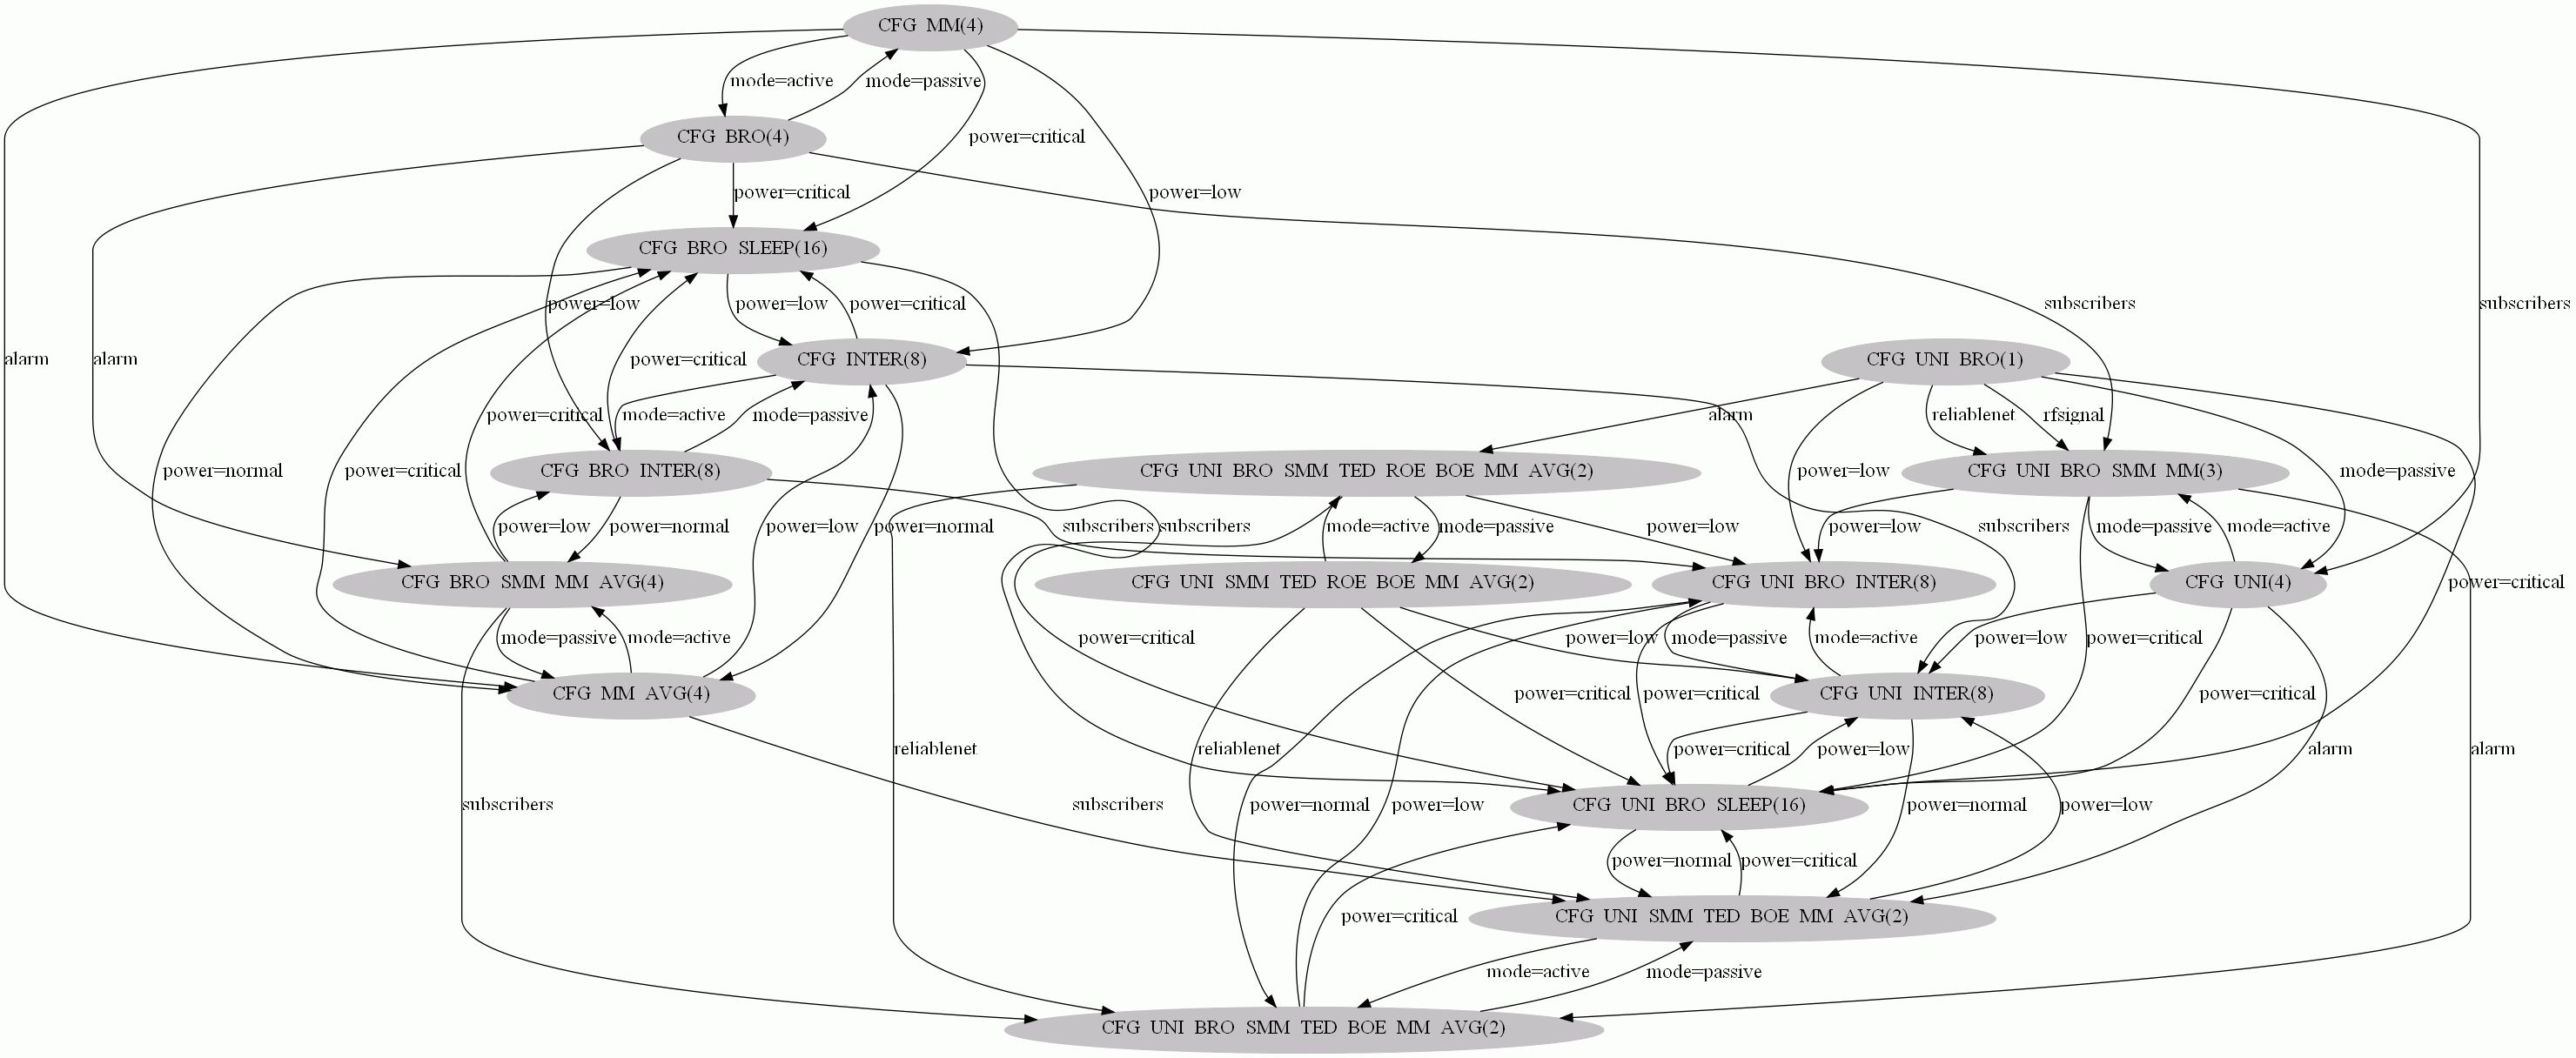 CFG MM(4)
mode=active
mode=passive
CFG BRO(4)
power=critical
power=critical
power=low
CFG BRO SLEEP(16)
power=low
power=low
power=critical
subscribers
subscribers
alarm
alarm
power=critical
CFG INTER(8)
CFG UNI BRO(1)
power=critical
mode=active
mode=passive
alarm
reliablenet
rfsignal
power=normal
power=critical
CFG BRO INTER(8)
CFG UNI BRO SMM TED ROE BOE MM AVG(2)
power=low
CFG UNI BRO SMM MM(3)
mode=passive
power=low
power=normal
power=low
power=normal
subscribers
subscribers
mode=active
mode=passive
power=low
power=low
subscribers
mode=passive
mode=active
CFG BRO SMM MM AVG(4)
CFG UNI SMM TED ROE BOE MM AVG(2)
CFG UNI BRO INTER(8)
CFG UNI(4)
power=critical
mode=passive
mode=active
power=critical
power=low
mode=passive
mode=active
power=low
power=critical
CFG MM AVG(4)
power=critical
power=critical
CFG UNI INTER(8)
power=critical
reliablenet
reliablenet
power=critical
power=low
alarm
alarm
subscribers
subscribers
power=normal
power=low
CFG UNI BRO SLEEP(16)
power=normal
power=low
power=normal
power=critical
power=critical
CFG UNI SMM TED BOE MM AVG(2)
mode=active
mode=passive
CFG UNI BRO SMM TED BOE MM AVG(2)